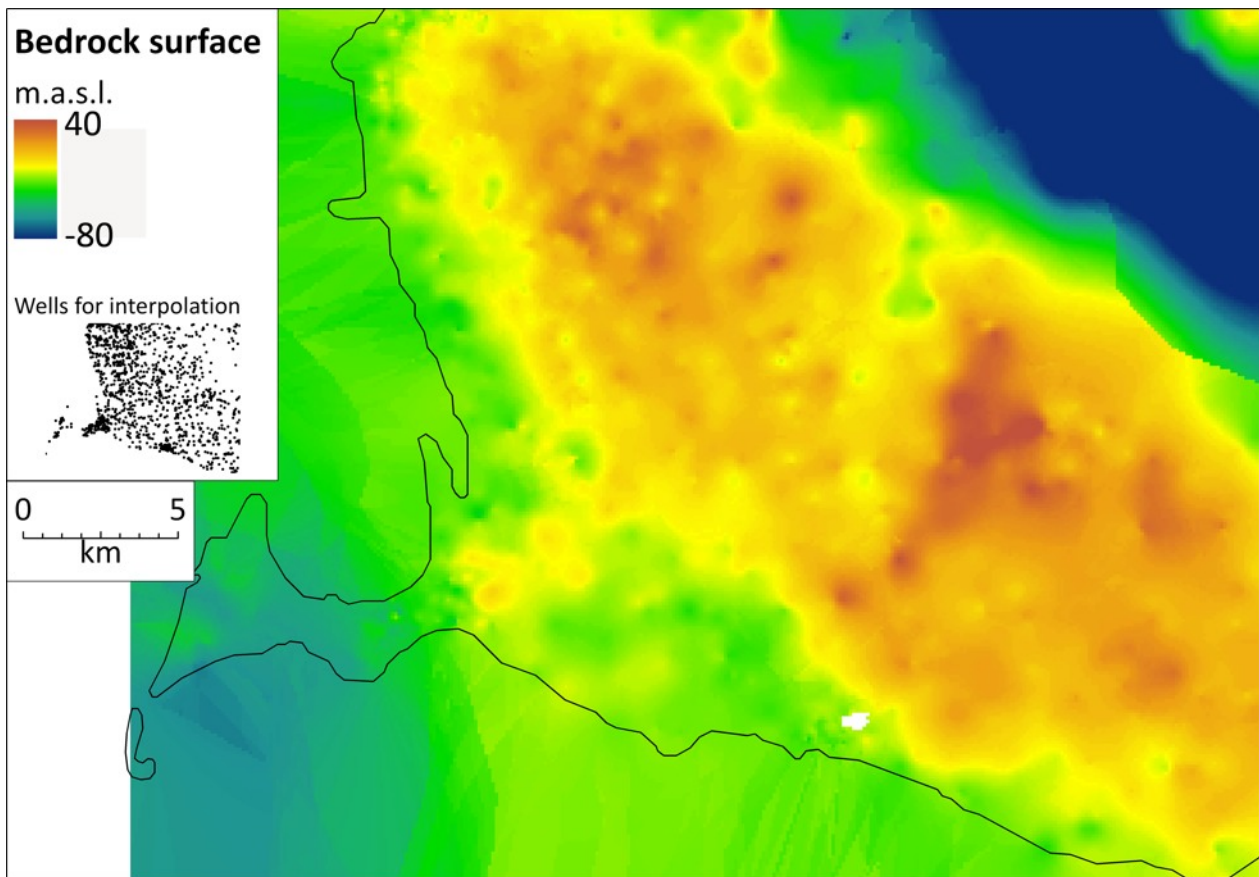 Bedrock surface
m.a.s.l.
40
-80
Wells for interpolation
0 5
km